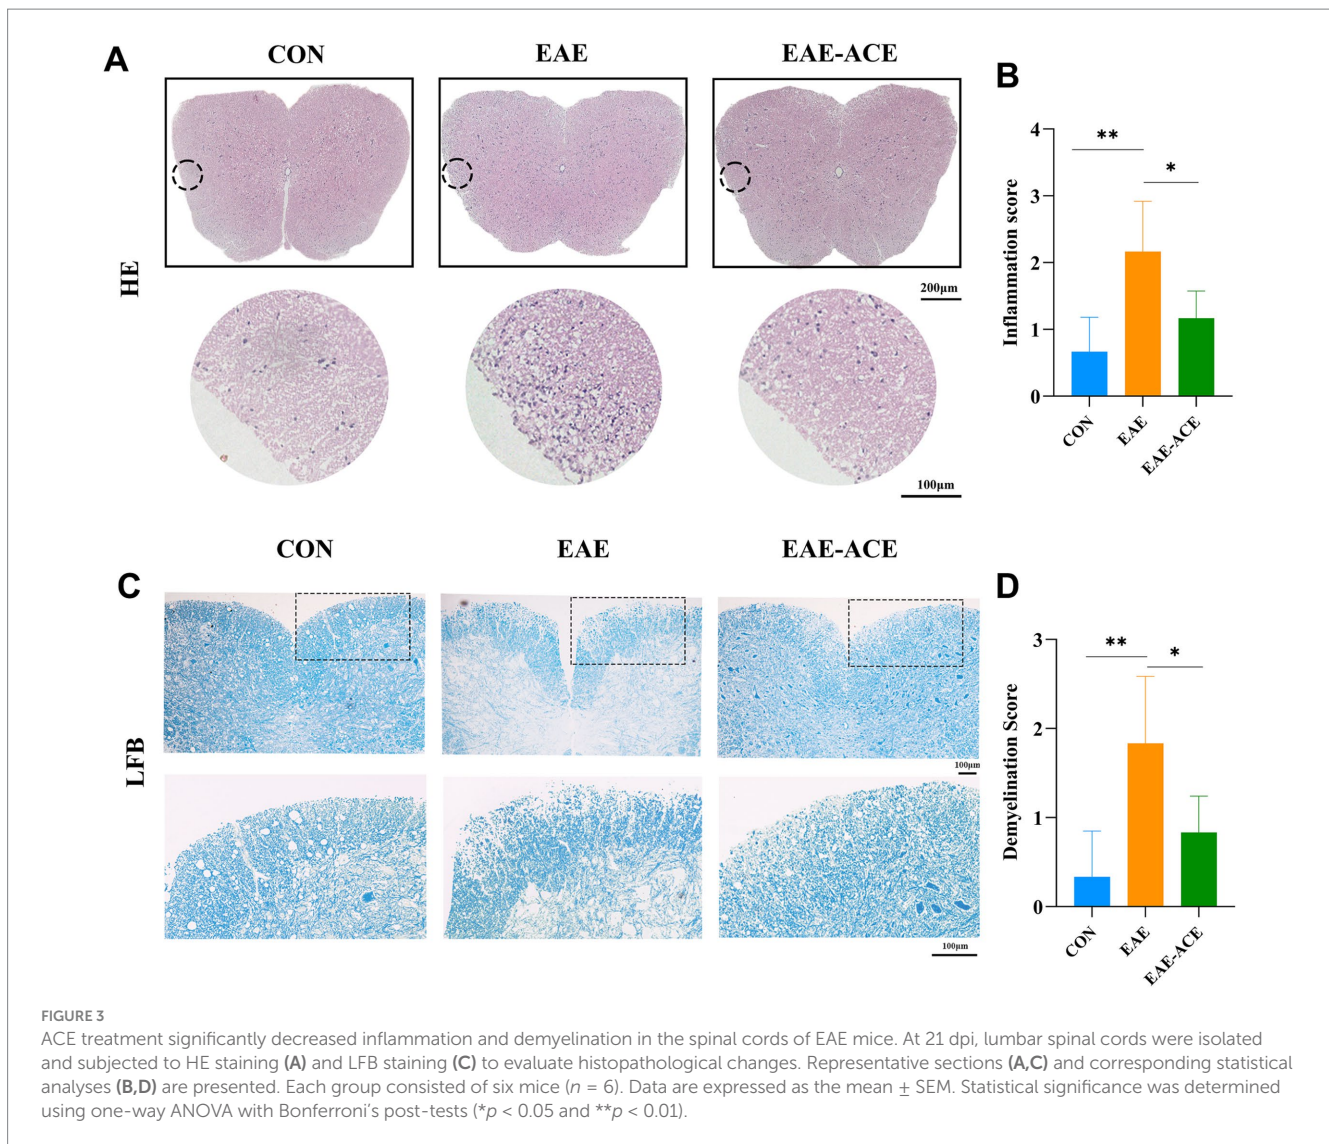 A
CON
EAE
EAE-ACE
HE
200μm
100μm
B
Inflammation score
4
3
2
1
0
**
*
CON
EAE
EAE-ACE
C
CON
EAE
EAE-ACE
LFB
100μm
100μm
D
Demyelination Score
3
2
1
0
**
*
CON
EAE
EAE-ACE
FIGURE 3
ACE treatment significantly decreased inflammation and demyelination in the spinal cords of EAE mice. At 21 dpi, lumbar spinal cords were isolated
and subjected to HE staining (A) and LFB staining (C) to evaluate histopathological changes. Representative sections (A,C) and corresponding statistical
analyses (B,D) are presented. Each group consisted of six mice (n = 6). Data are expressed as the mean ± SEM. Statistical significance was determined
using one-way ANOVA with Bonferroni's post-tests (*p < 0.05 and **p < 0.01).